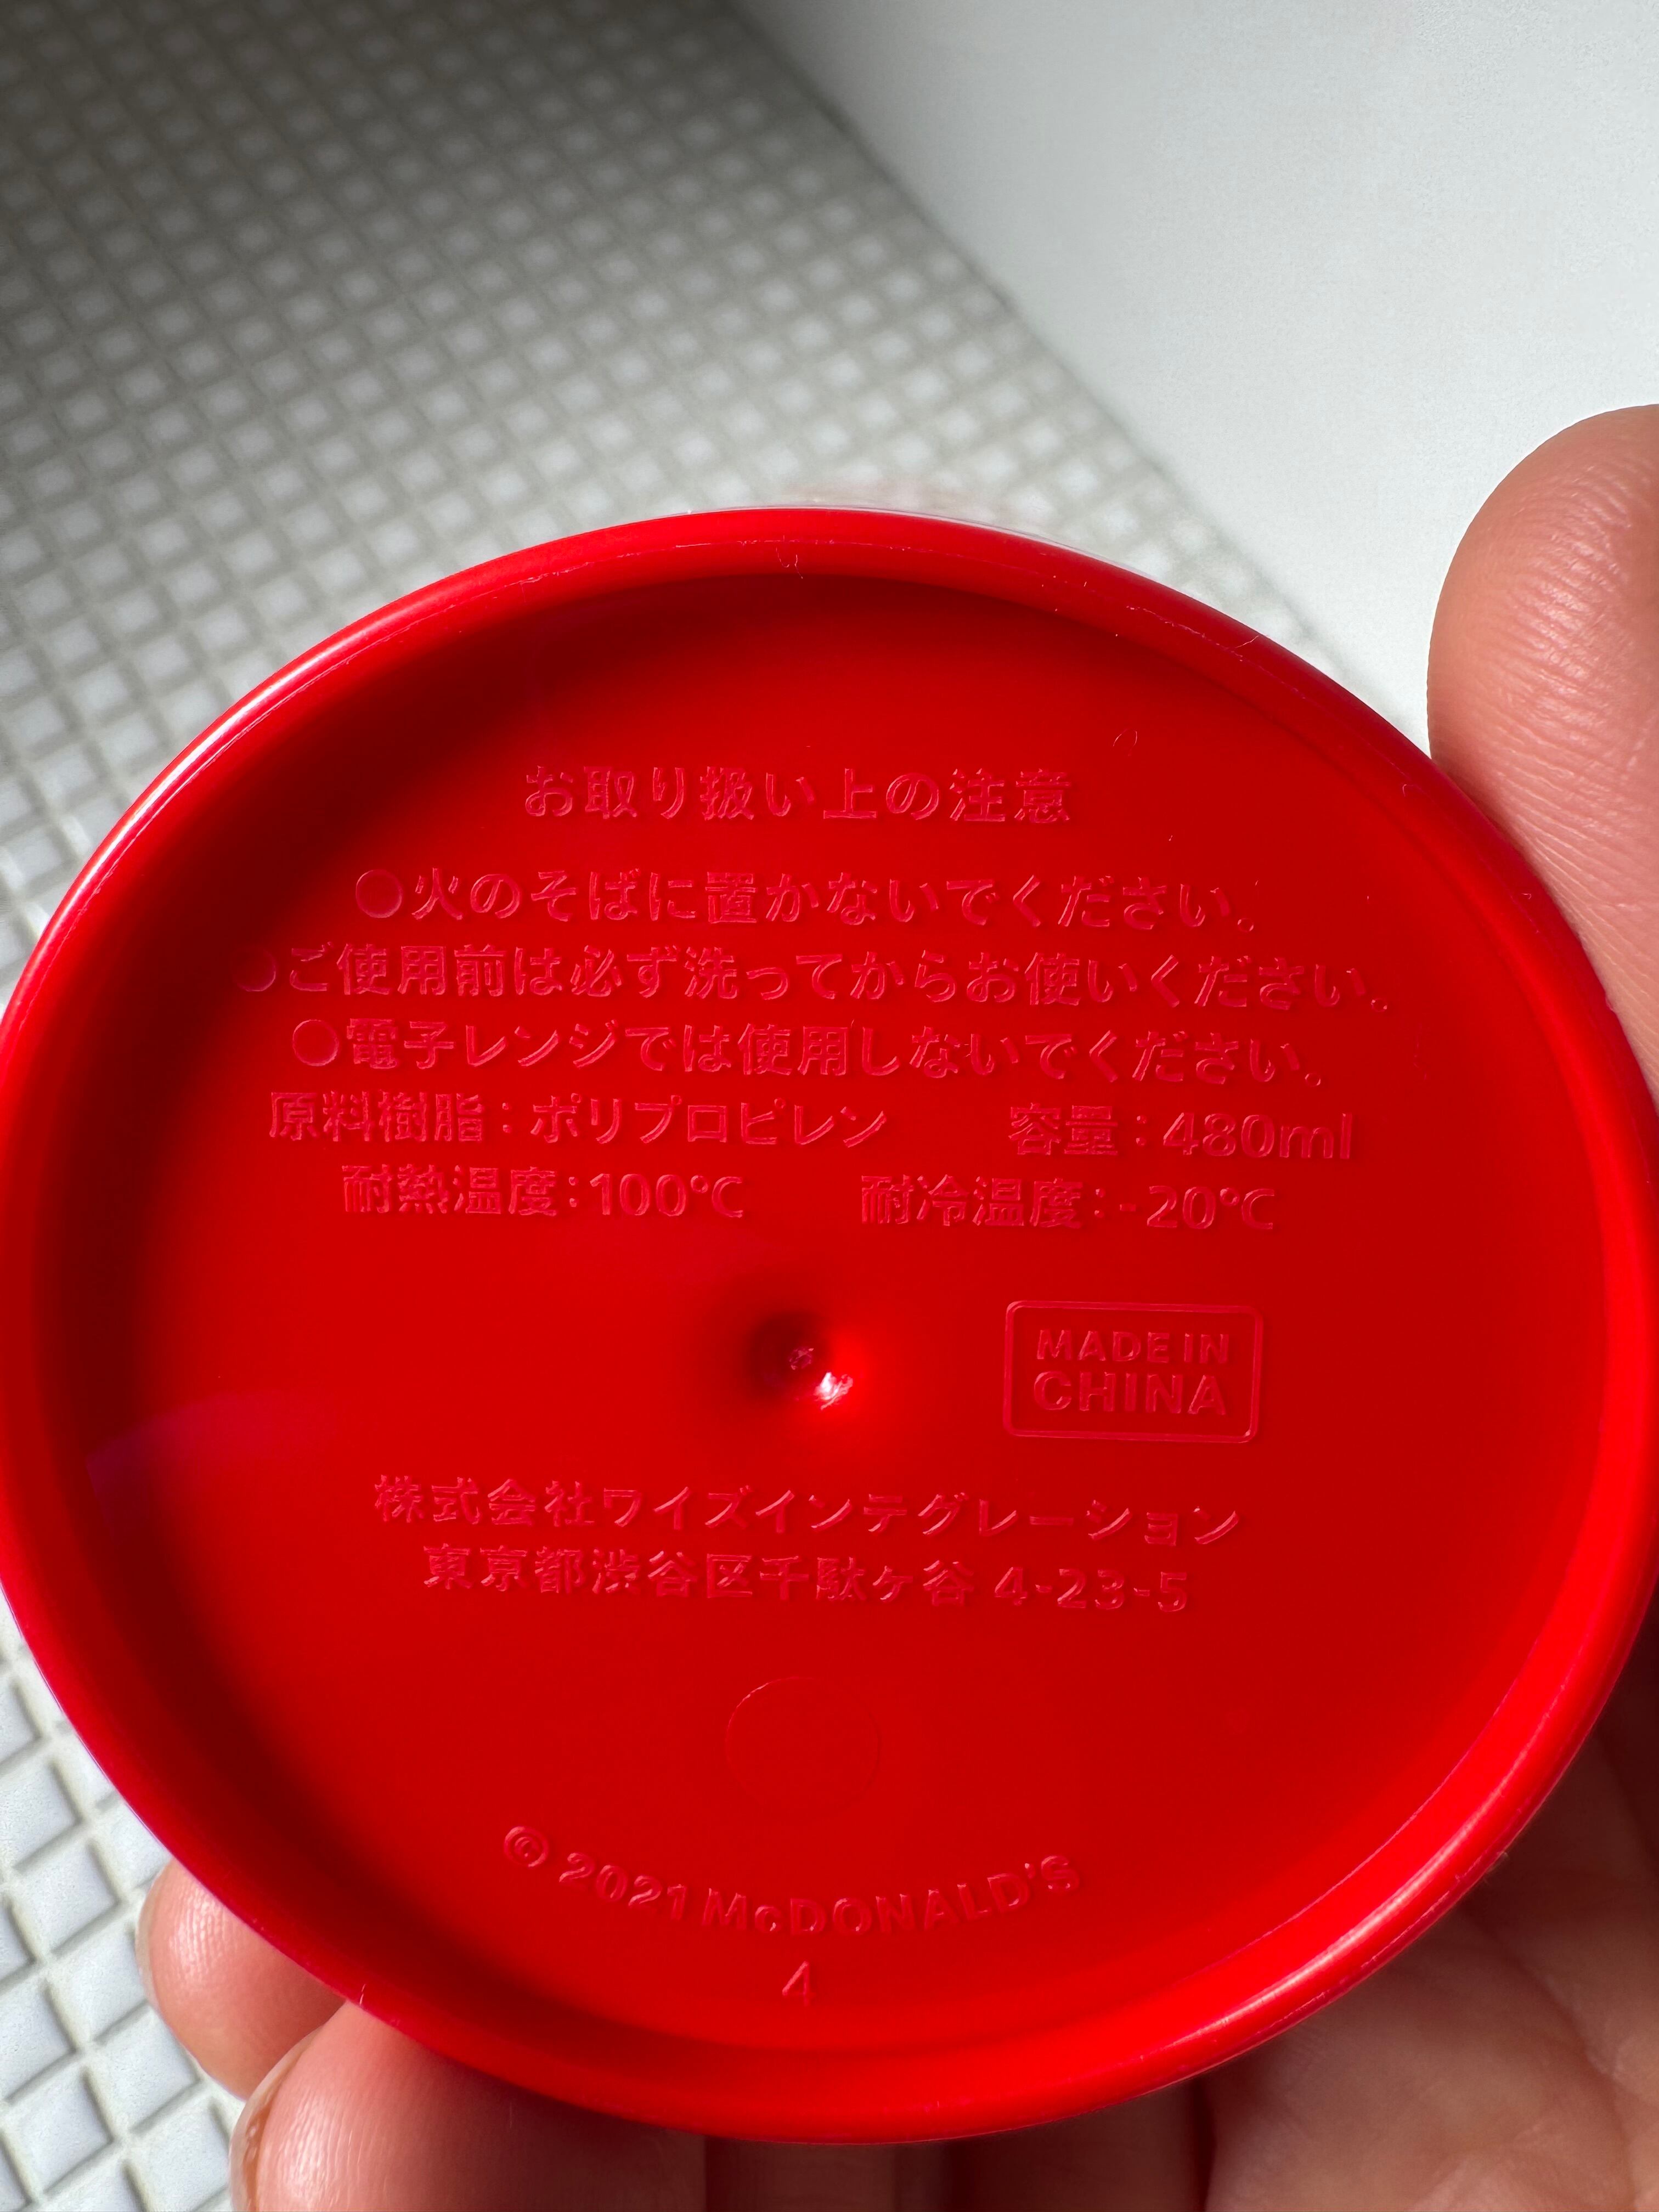 お取り扱い上の注意
○火のそばに置かないでください。
○ご使用前は必ず洗ってからお使いください。
○電子レンジでは使用しないでください。
原料樹脂：ポリプロピレン 容量：480ml
耐熱温度：100℃ 耐冷温度：-20℃
MADE IN
CHINA
株式会社ワイズインテグレーション
東京都渋谷区千駄ヶ谷 4-23-5
© 2021 McDONALD'S
4